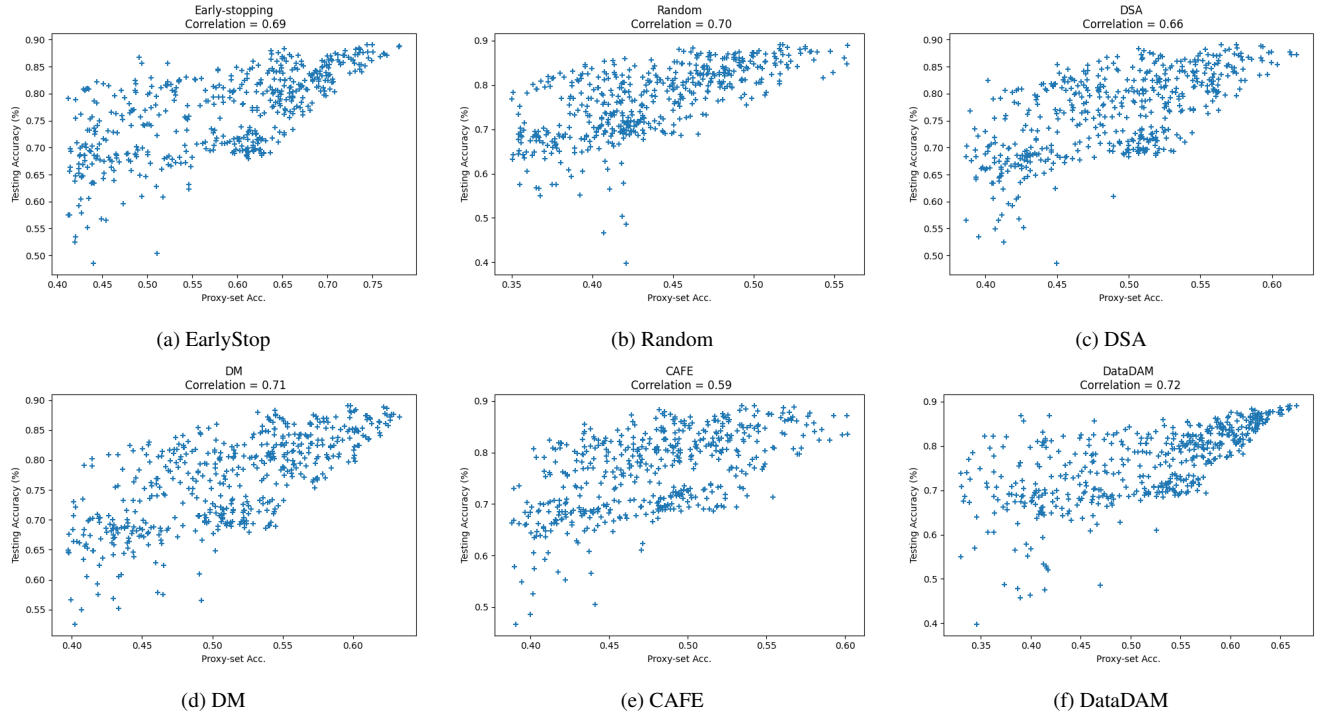 Early-stopping
Correlation = 0.69
Testing Accuracy (%)
0.90
0.85
0.80
0.75
0.70
0.65
0.60
0.55
0.50
0.40 0.45 0.50 0.55 0.60 0.65 0.70 0.75
Proxy-set Acc.
(a) EarlyStop
Random
Correlation = 0.70
Testing Accuracy (%)
0.9
0.8
0.7
0.6
0.5
0.4
0.35 0.40 0.45 0.50 0.55
Proxy-set Acc.
(b) Random
DSA
Correlation = 0.66
Testing Accuracy (%)
0.90
0.85
0.80
0.75
0.70
0.65
0.60
0.55
0.50
0.40 0.45 0.50 0.55 0.60
Proxy-set Acc.
(c) DSA
DM
Correlation = 0.71
Testing Accuracy (%)
0.90
0.85
0.80
0.75
0.70
0.65
0.60
0.55
0.40 0.45 0.50 0.55 0.60
Proxy-set Acc.
(d) DM
CAFE
Correlation = 0.59
Testing Accuracy (%)
0.9
0.8
0.7
0.6
0.5
0.40 0.45 0.50 0.55 0.60
Proxy-set Acc.
(e) CAFE
DataDAM
Correlation = 0.72
Testing Accuracy (%)
0.9
0.8
0.7
0.6
0.5
0.4
0.35 0.40 0.45 0.50 0.55 0.60 0.65
Proxy-set Acc.
(f) DataDAM